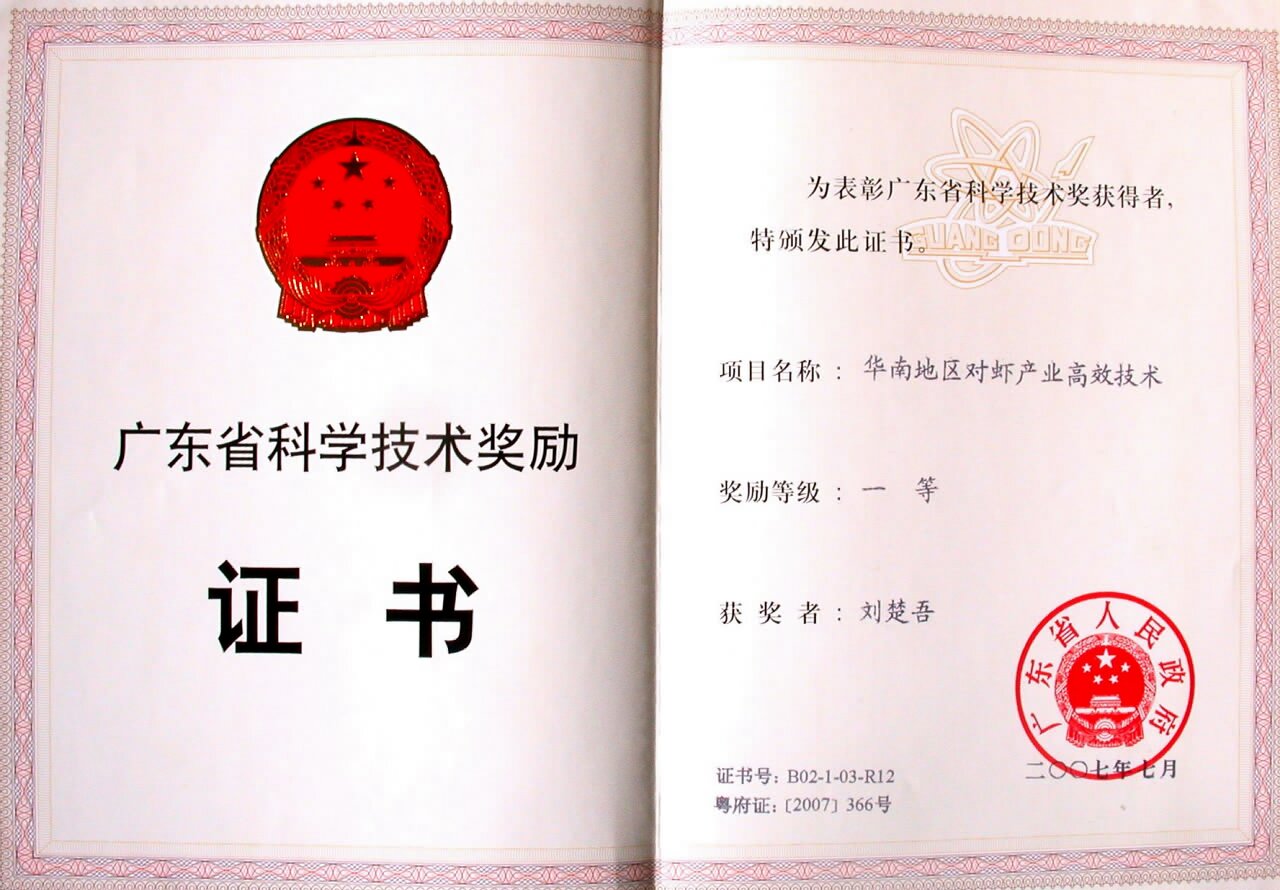 广东省科学技术奖励
证 书
为表彰广东省科学技术奖获得者,
特颁发此证书。
GUANG DONG
项目名称：华南地区对虾产业高效技术
奖励等级：一 等
获 奖 者：刘楚吾
广东省人民政府
二〇〇七年七月
证书号: B02-1-03-R12
粤府证:〔2007〕366号